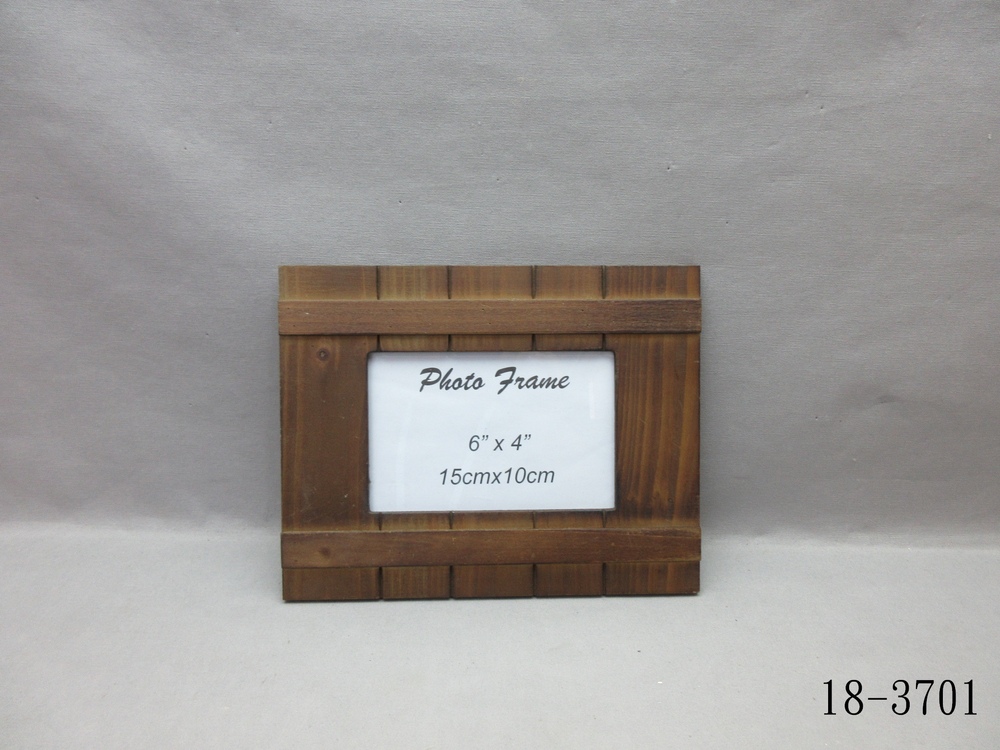 Photo Frame
6” x 4”
15cmx10cm
18-3701